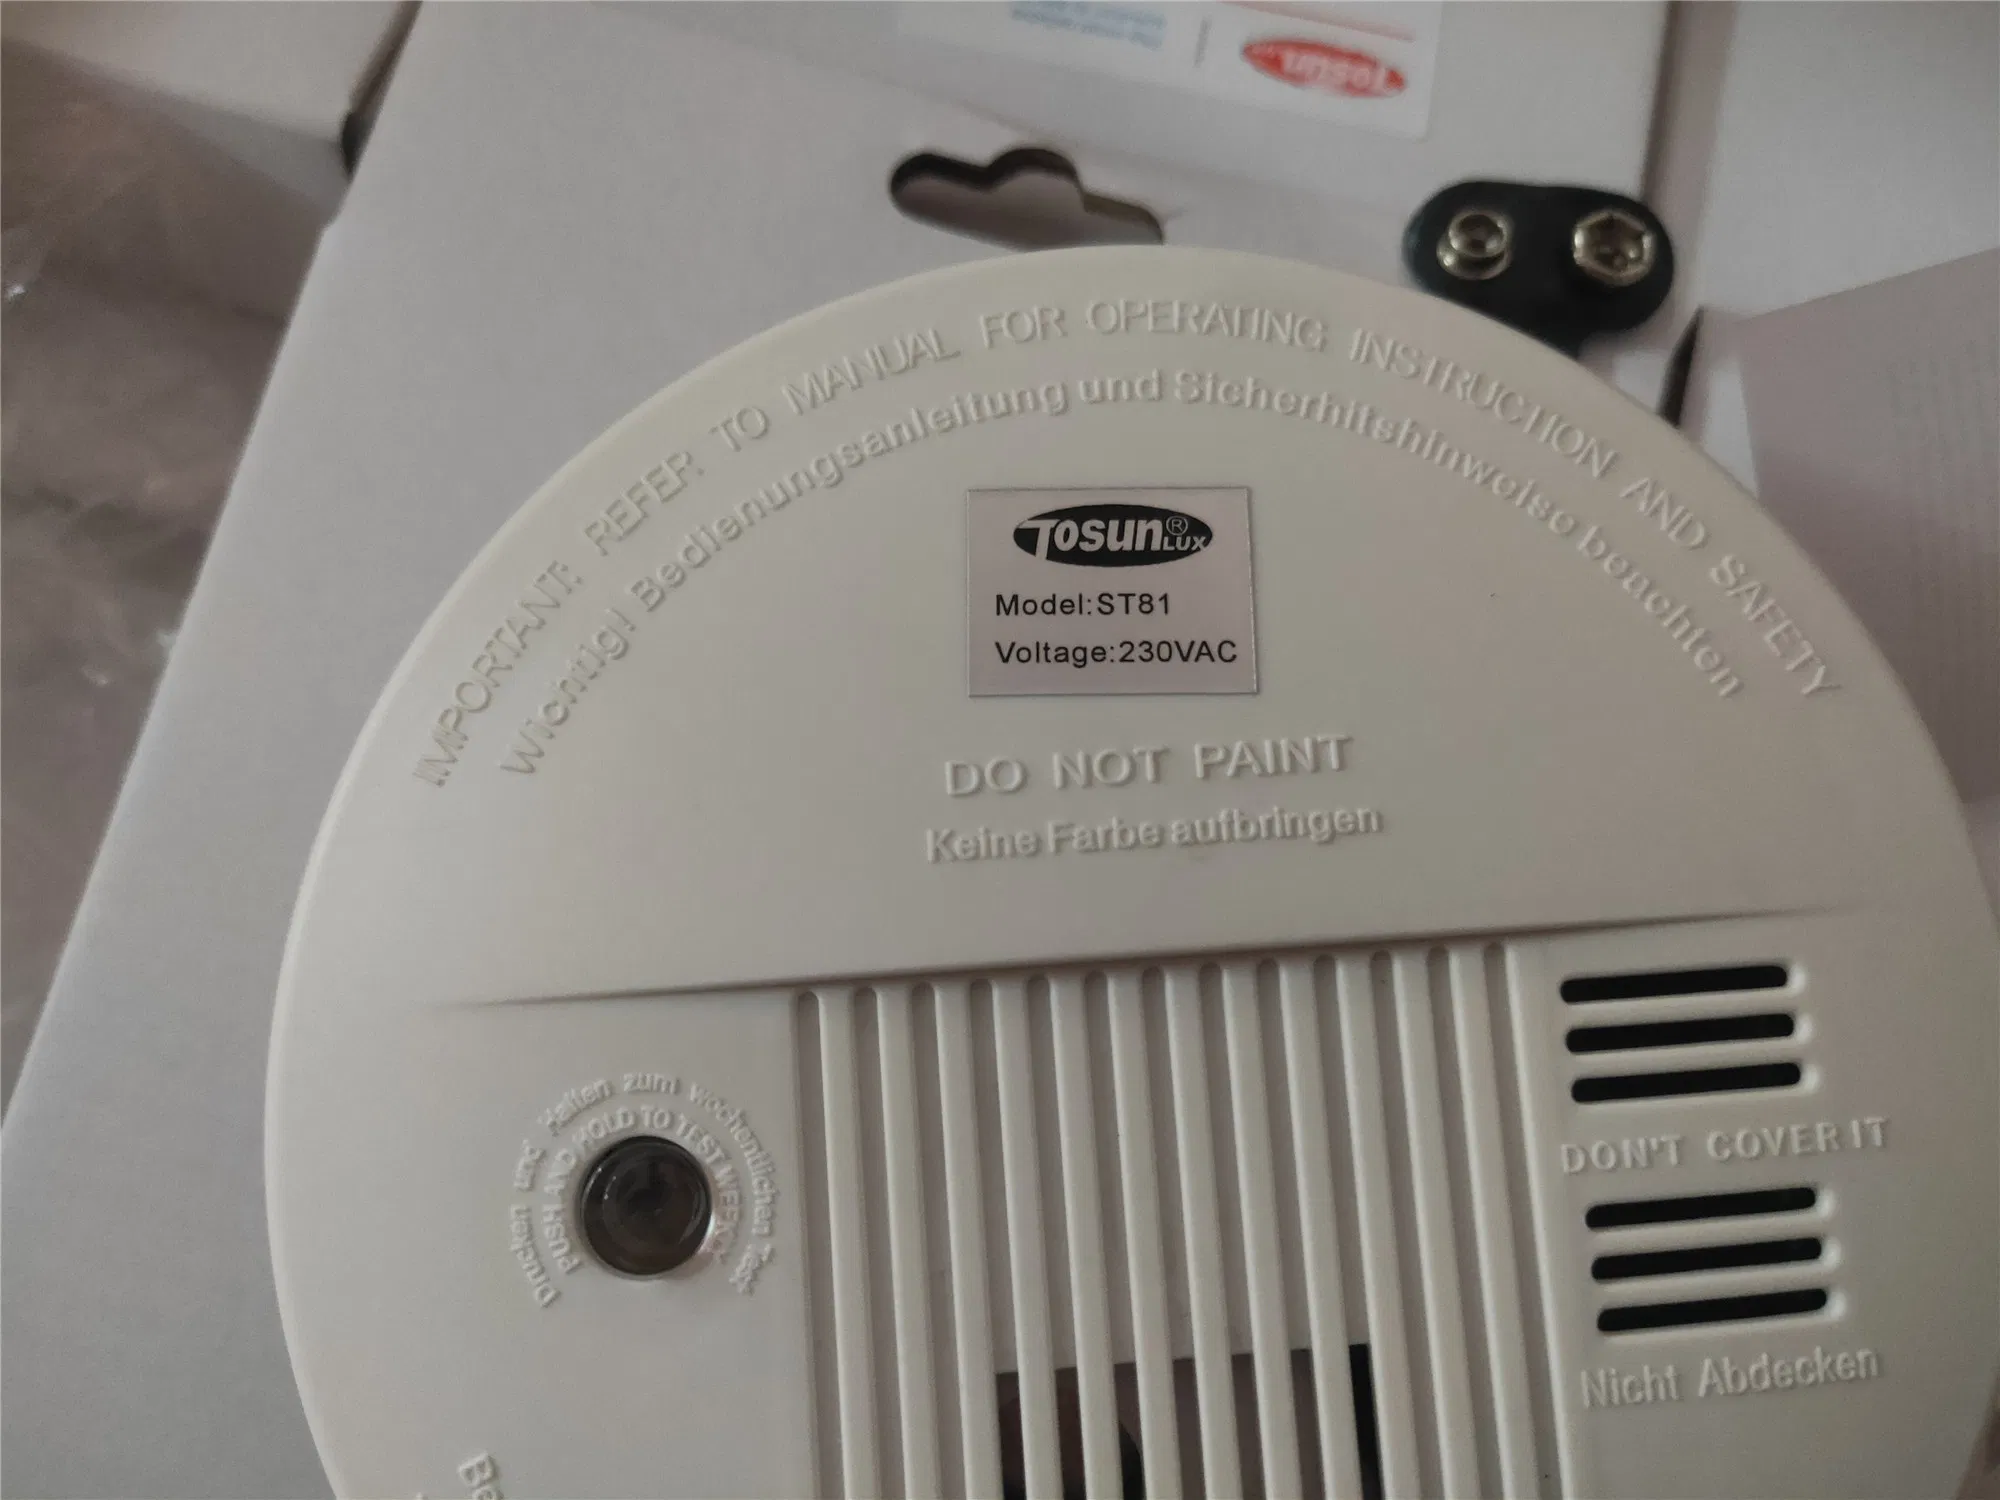 Tosun
IMPORTANT: REFER TO MANUAL FOR OPERATING INSTRUCTION AND SAFETY
Wichtig! Bedienungsanleitung und Sicherhitshinweise beachten
Tosun® LUX
Model:ST81
Voltage:230VAC
DO NOT PAINT
Keine Farbe aufbringen
Drucken und Halten zum wochentlichen Test
PUSH AND HOLD TO TEST WEEKLY
DON'T COVER IT
Nicht Abdecken